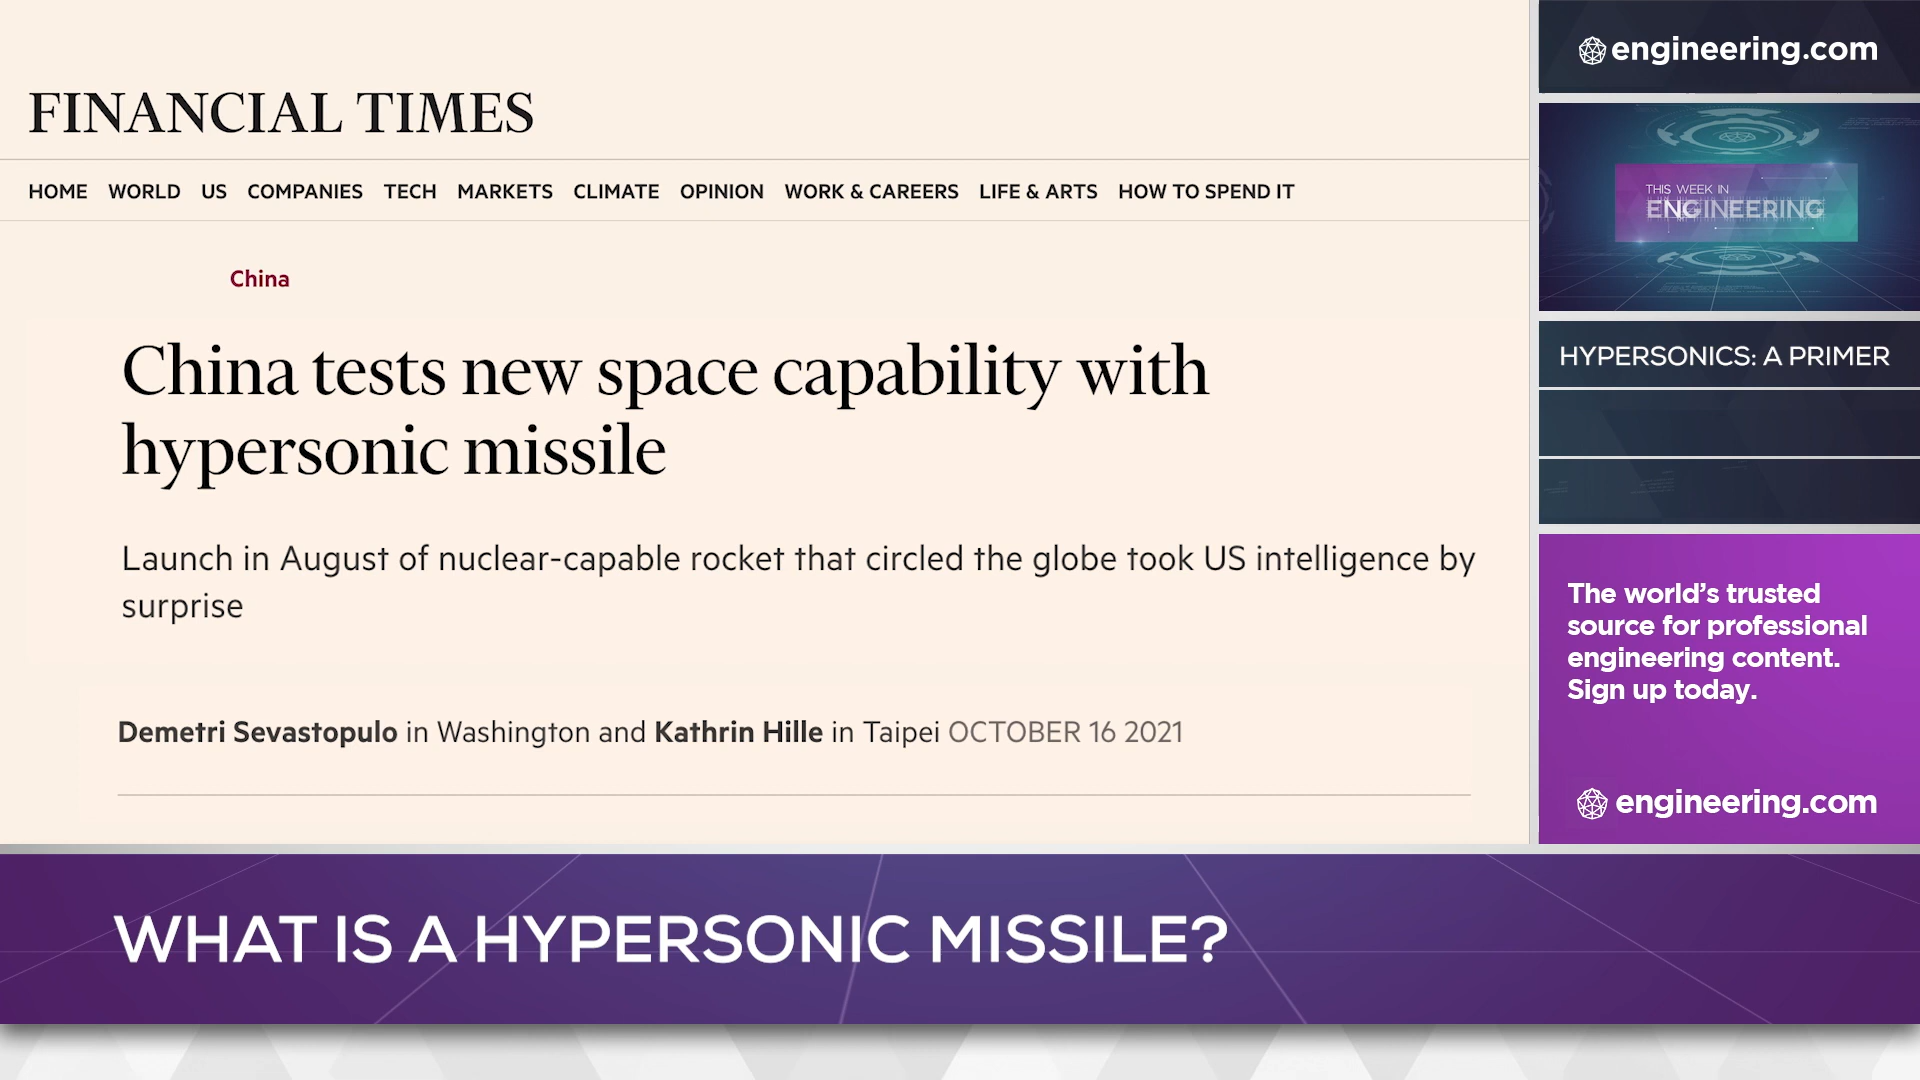 FINANCIAL TIMES
HOME WORLD US COMPANIES TECH MARKETS CLIMATE OPINION WORK & CAREERS LIFE & ARTS HOW TO SPEND IT
China
China tests new space capability with
hypersonic missile
Launch in August of nuclear-capable rocket that circled the globe took US intelligence by
surprise
Demetri Sevastopulo in Washington and Kathrin Hille in Taipei OCTOBER 16 2021
engineering.com
THIS WEEK IN
ENGINEERING
HYPERSONICS: A PRIMER
The world’s trusted
source for professional
engineering content.
Sign up today.
engineering.com
WHAT IS A HYPERSONIC MISSILE?